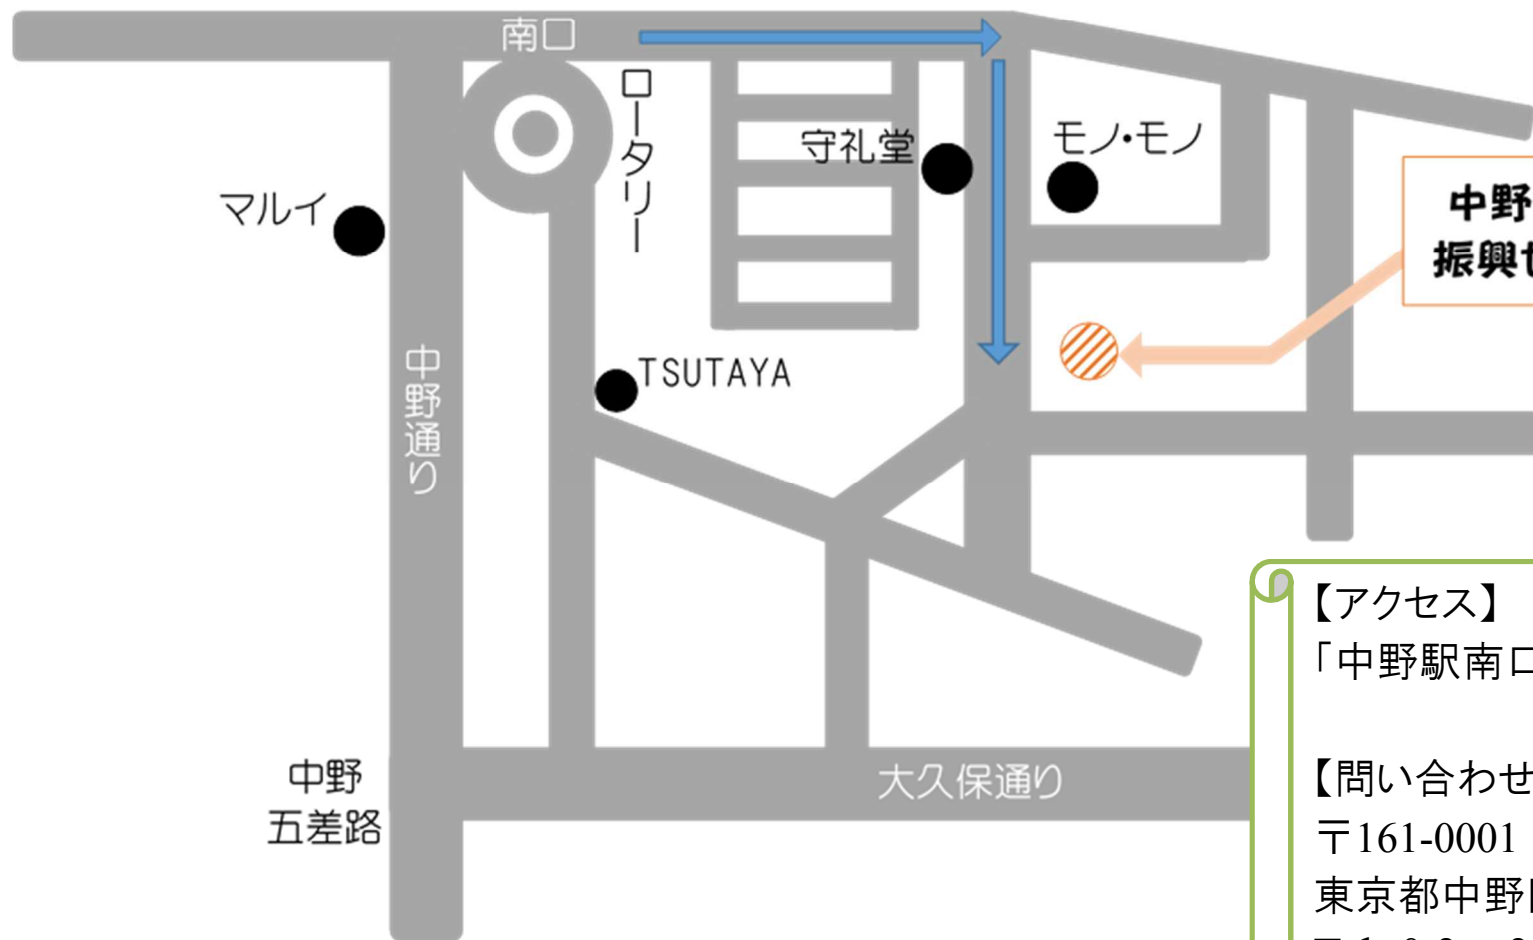 南口
ロータリー
守礼堂
モノ・モノ
マルイ
中野
振興
TSUTAYA
中野通り
中野
五差路
大久保通り
【アクセス】
「中野駅南口
【問い合わせ
〒161-0001
東京都中野